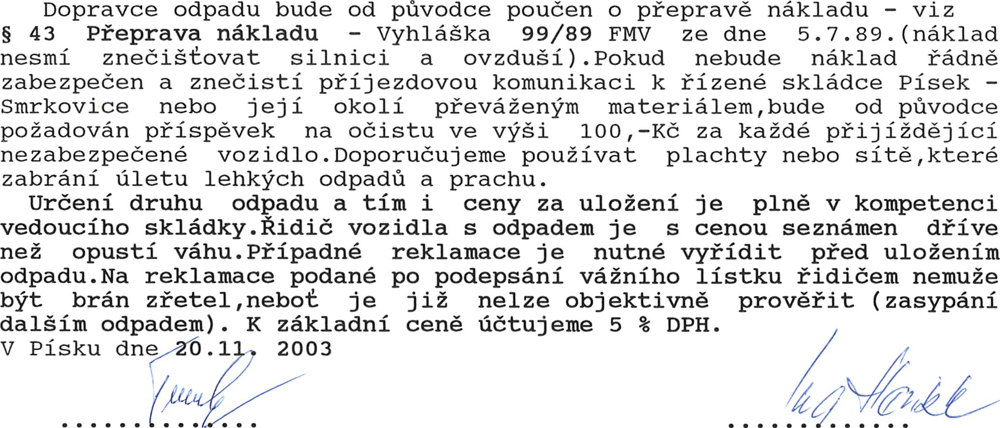 Dopravce odpadu bude od původce poučen o přepravě nákladu - viz
§ 43 Přeprava nákladu - Vyhláška 99/89 FMV ze dne 5.7.89.(náklad
nesmí znečišťovat silnici a ovzduší).Pokud nebude náklad řádně
zabezpečen a znečistí příjezdovou komunikaci k řízené skládce Písek -
Smrkovice nebo její okolí převáženým materiálem,bude od původce
požadován příspěvek na očistu ve výši 100,-Kč za každé přijíždějící
nezabezpečené vozidlo.Doporučujeme používat plachty nebo sítě,které
zabrání úletu lehkých odpadů a prachu.
Určení druhu odpadu a tím i ceny za uložení je plně v kompetenci
vedoucího skládky.Řidič vozidla s odpadem je s cenou seznámen dříve
než opustí váhu.Případné reklamace je nutné vyřídit před uložením
odpadu.Na reklamace podané po podepsání vážního lístku řidičem nemuže
být brán zřetel,neboť je již nelze objektivně prověřit (zasypání
dalším odpadem). K základní ceně účtujeme 5 % DPH.
V Písku dne 20.11. 2003
Ing